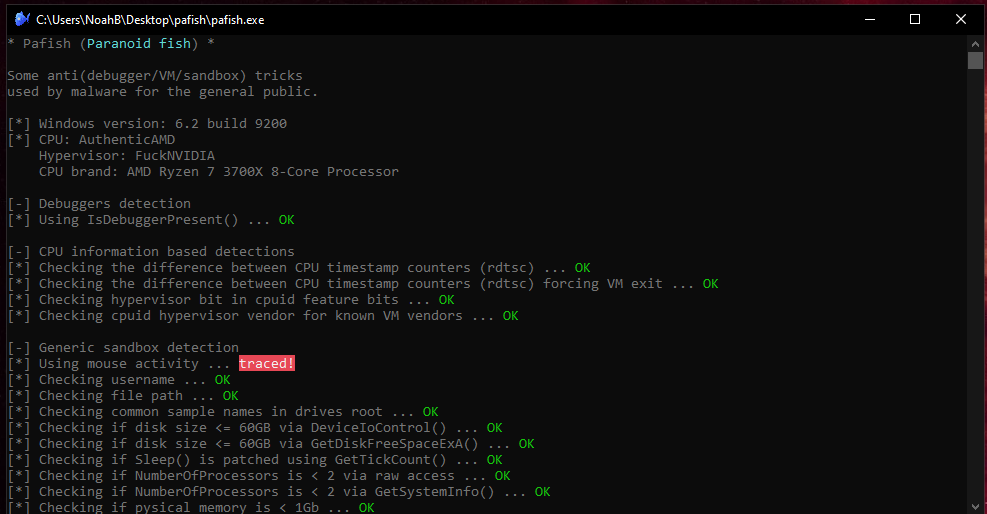 C:\Users\NoahB\Desktop\pafish\pafish.exe
* Pafish (Paranoid fish) *
Some anti(debugger/VM/sandbox) tricks
used by malware for the general public.
[*] Windows version: 6.2 build 9200
[*] CPU: AuthenticAMD
Hypervisor: FuckNVIDIA
CPU brand: AMD Ryzen 7 3700X 8-Core Processor
[-] Debuggers detection
[*] Using IsDebuggerPresent() ... OK
[-] CPU information based detections
[*] Checking the difference between CPU timestamp counters (rdtsc) ... OK
[*] Checking the difference between CPU timestamp counters (rdtsc) forcing VM exit ... OK
[*] Checking hypervisor bit in cpuid feature bits ... OK
[*] Checking cpuid hypervisor vendor for known VM vendors ... OK
[-] Generic sandbox detection
[*] Using mouse activity ... traced!
[*] Checking username ... OK
[*] Checking file path ... OK
[*] Checking common sample names in drives root ... OK
[*] Checking if disk size <= 60GB via DeviceIoControl() ... OK
[*] Checking if disk size <= 60GB via GetDiskFreeSpaceExA() ... OK
[*] Checking if Sleep() is patched using GetTickCount() ... OK
[*] Checking if NumberOfProcessors is < 2 via raw access ... OK
[*] Checking if NumberOfProcessors is < 2 via GetSystemInfo() ... OK
[*] Checking if pysical memory is < 1Gb ... OK